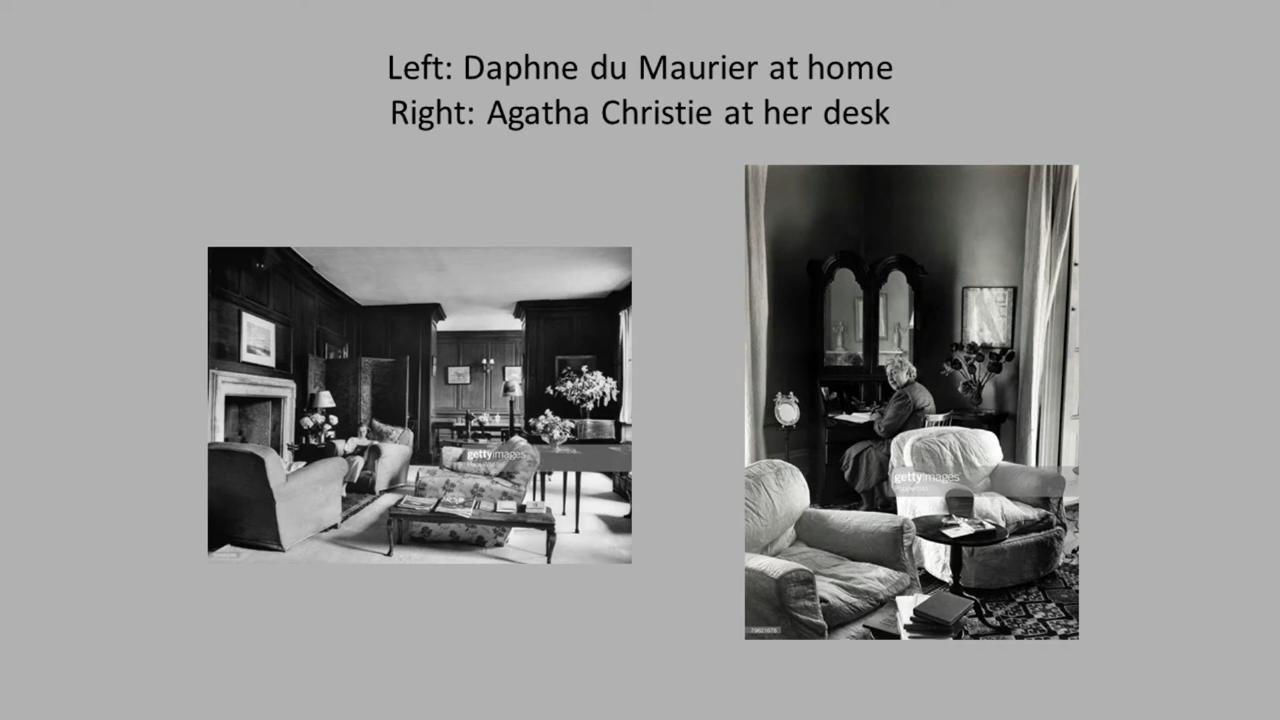 Left: Daphne du Maurier at home
Right: Agatha Christie at her desk
gettyimages
gettyimages